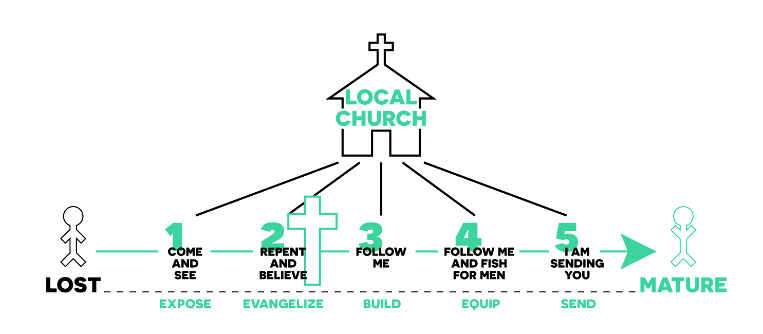 LOCAL
CHURCH
1
COME
AND
SEE
2
REPENT
AND
BELIEVE
3
FOLLOW
ME
4
FOLLOW ME
AND FISH
FOR MEN
5
I AM
SENDING
YOU
LOST
MATURE
EXPOSE
EVANGELIZE
BUILD
EQUIP
SEND